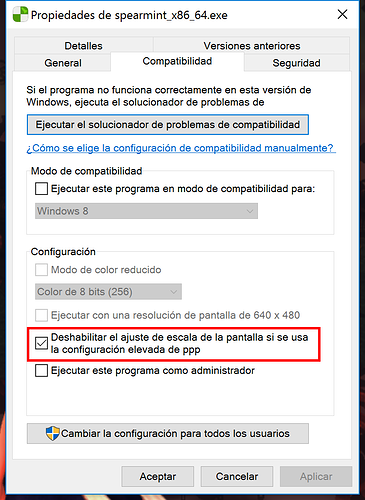 Propiedades de spearmint_x86_64.exe
Detalles
Versiones anteriores
General
Compatibilidad
Seguridad
Si el programa no funciona correctamente en esta versión de
Windows, ejecuta el solucionador de problemas de
Ejecutar el solucionador de problemas de compatibilidad
¿Cómo se elige la configuración de compatibilidad manualmente?
Modo de compatibilidad
Ejecutar este programa en modo de compatibilidad para:
Windows 8
Configuración
Modo de color reducido
Color de 8 bits (256)
Ejecutar con una resolución de pantalla de 640 x 480
Deshabilitar el ajuste de escala de la pantalla si se usa
la configuración elevada de ppp
Ejecutar este programa como administrador
Cambiar la configuración para todos los usuarios
Aceptar
Cancelar
Aplicar